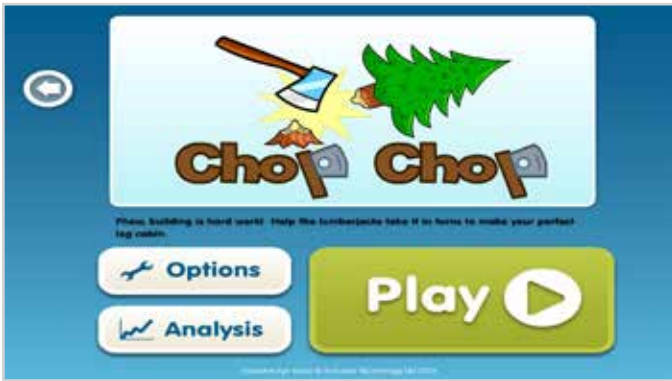 Chop Chop
Phew, building is hard work! Help the lumberjacks take it in turns to make your perfect
log cabin.
Options
Play
Analysis